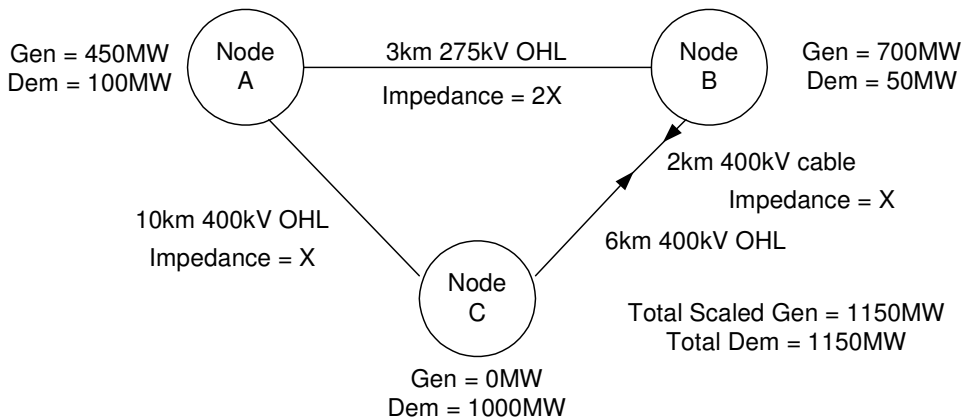 Gen = 450MW
Dem = 100MW
Node
A
3km 275kV OHL
Impedance = 2X
Node
B
Gen = 700MW
Dem = 50MW
2km 400kV cable
Impedance = X
6km 400kV OHL
10km 400kV OHL
Impedance = X
Node
C
Gen = 0MW
Dem = 1000MW
Total Scaled Gen = 1150MW
Total Dem = 1150MW